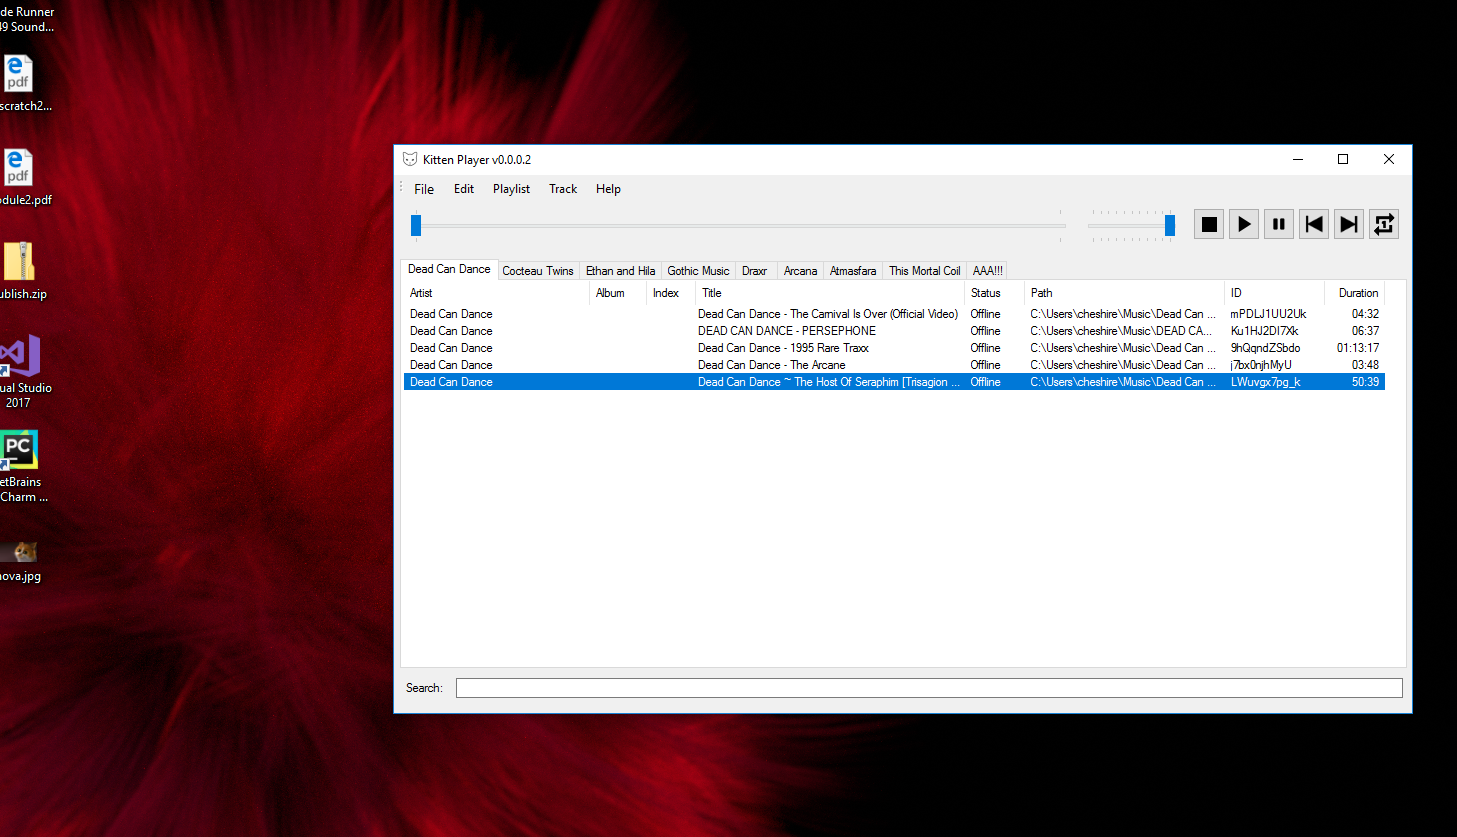 de Runner
49 Sound...
pdf
scratch2...
pdf
odule2.pdf
ublish.zip
ual Studio
2017
PC
etBrains
Charm ...
nova.jpg
Kitten Player v0.0.0.2
File Edit Playlist Track Help
Dead Can Dance Cocteau Twins Ethan and Hila Gothic Music Draxr Arcana Atmasfara This Mortal Coil AAA!!!
Artist Album Index Title Status Path ID Duration
Dead Can Dance Dead Can Dance - The Carnival Is Over (Official Video) Offline C:\Users\cheshire\Music\Dead Can ... mPDLJ1UU2Uk 04:32
Dead Can Dance DEAD CAN DANCE - PERSEPHONE Offline C:\Users\cheshire\Music\DEAD CA... Ku1HJ2DI7Xk 06:37
Dead Can Dance Dead Can Dance - 1995 Rare Traxx Offline C:\Users\cheshire\Music\Dead Can ... 9hQqndZSbdo 01:13:17
Dead Can Dance Dead Can Dance - The Arcane Offline C:\Users\cheshire\Music\Dead Can ... j7bx0njhMyU 03:48
Dead Can Dance Dead Can Dance ~ The Host Of Seraphim [Trisagion ... Offline C:\Users\cheshire\Music\Dead Can ... LWuvgx7pg_k 50:39
Search: